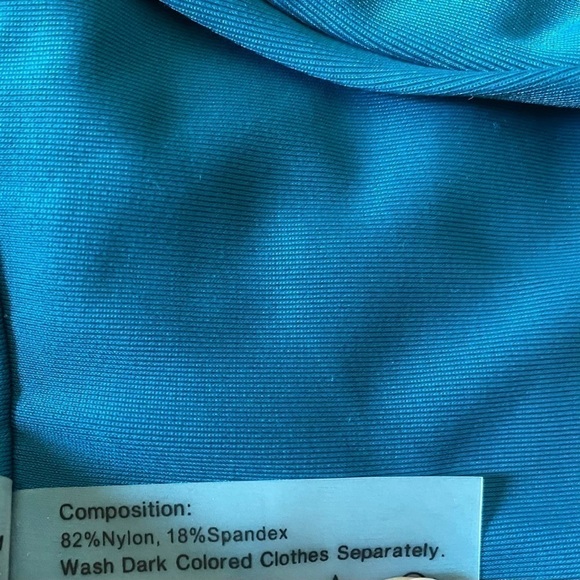 Composition:
82%Nylon, 18%Spandex
Wash Dark Colored Clothes Separately.